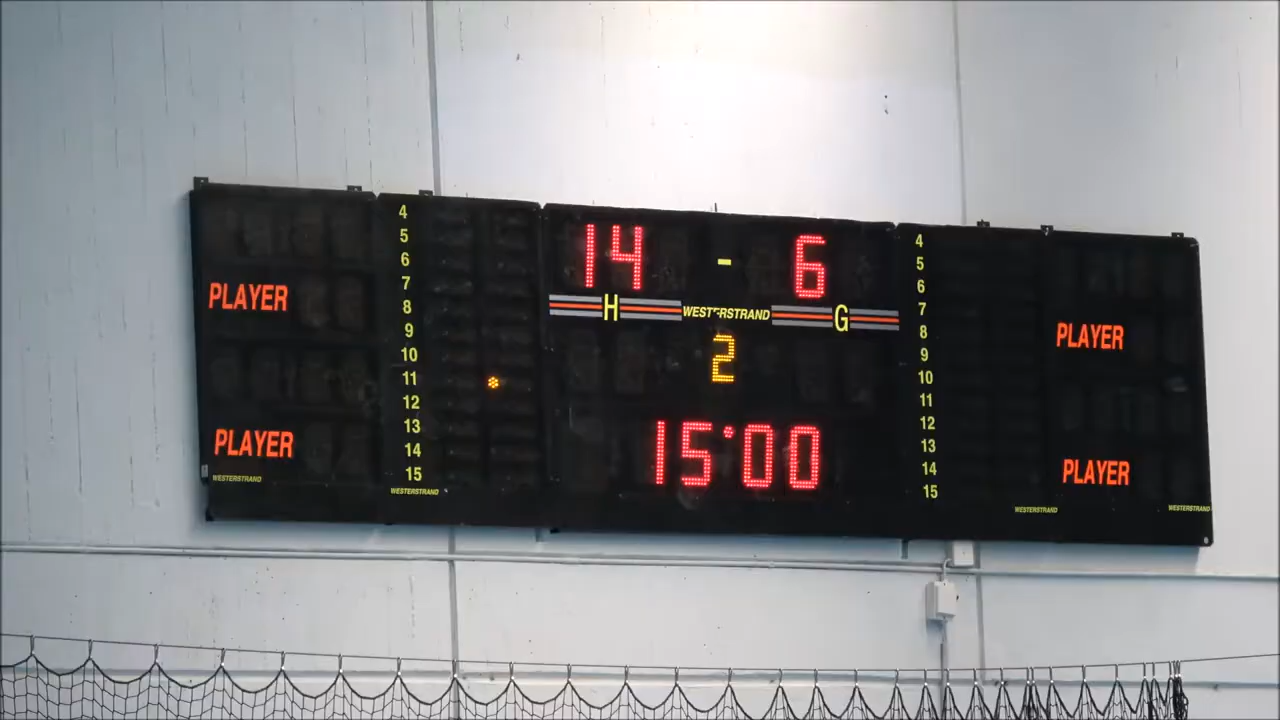 PLAYER
PLAYER
WESTERSTRAND
4
5
6
7
8
9
10
11
12
13
14
15
WESTERSTRAND
14 - 6
H WESTERSTRAND G
2
15:00
4
5
6
7
8
9
10
11
12
13
14
15
PLAYER
PLAYER
WESTERSTRAND
WESTERSTRAND